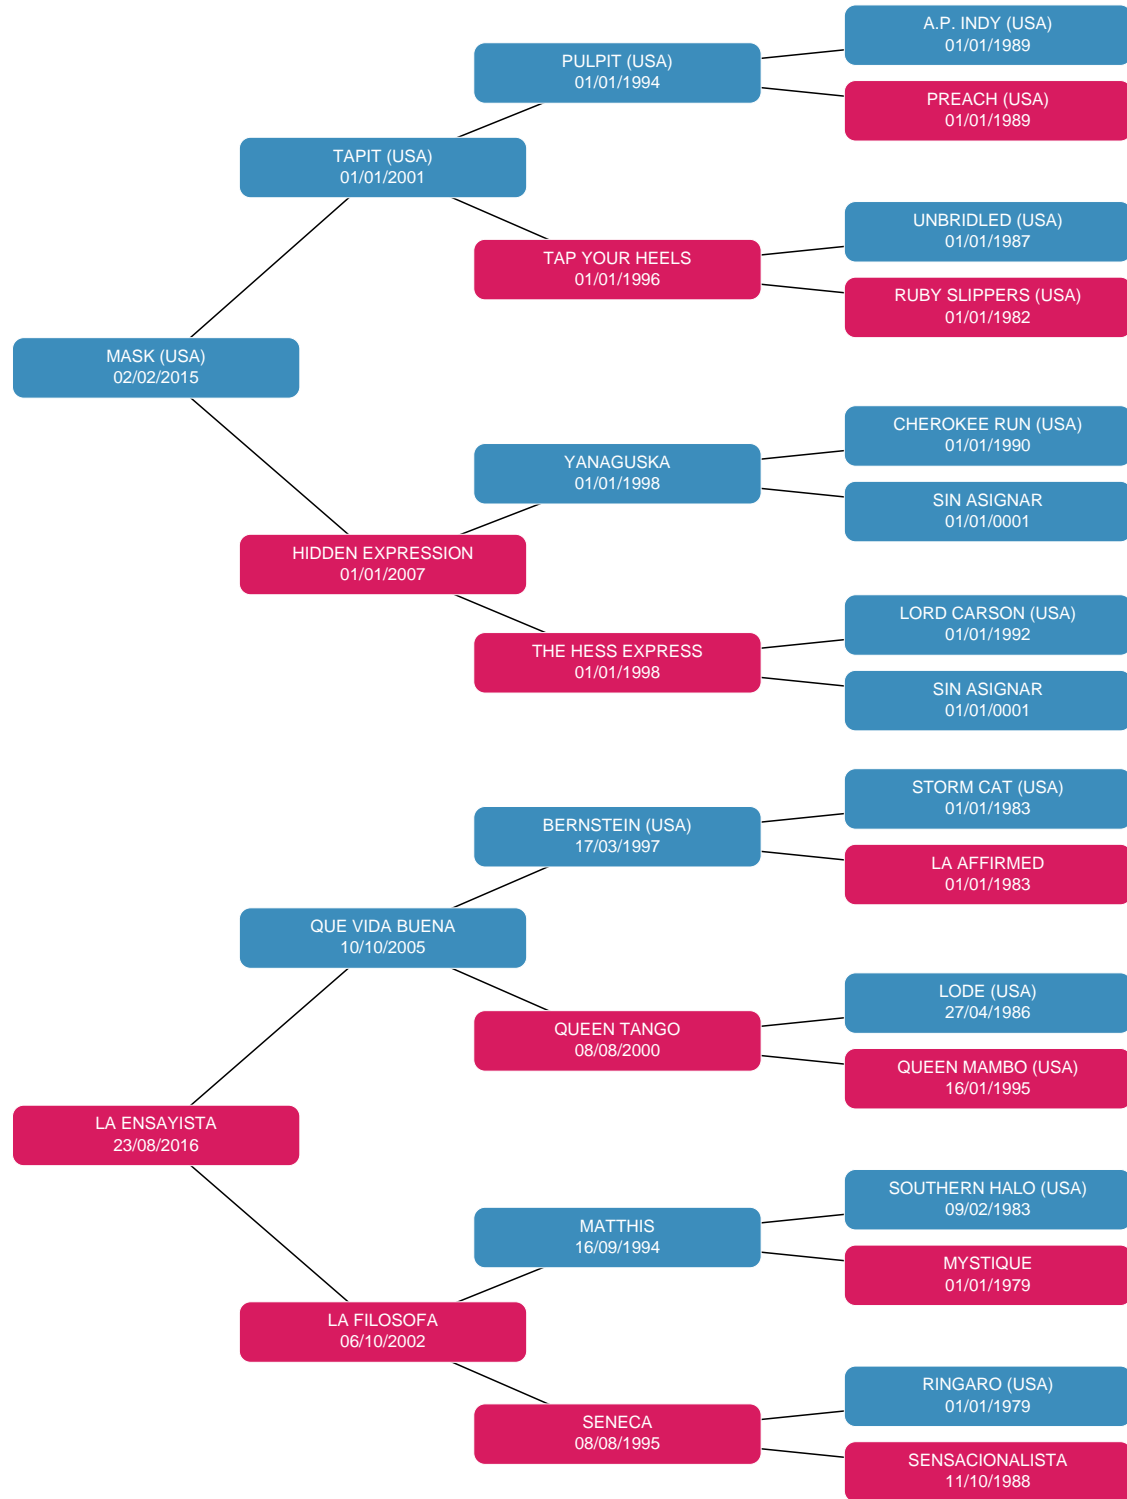 A.P. INDY (USA)
01/01/1989
PULPIT (USA)
01/01/1994
PREACH (USA)
01/01/1989
TAPIT (USA)
01/01/2001
UNBRIDLED (USA)
01/01/1987
TAP YOUR HEELS
01/01/1996
RUBY SLIPPERS (USA)
01/01/1982
MASK (USA)
02/02/2015
CHEROKEE RUN (USA)
01/01/1990
YANAGUSKA
01/01/1998
SIN ASIGNAR
01/01/0001
HIDDEN EXPRESSION
01/01/2007
LORD CARSON (USA)
01/01/1992
THE HESS EXPRESS
01/01/1998
SIN ASIGNAR
01/01/0001
STORM CAT (USA)
01/01/1983
BERNSTEIN (USA)
17/03/1997
LA AFFIRMED
01/01/1983
QUE VIDA BUENA
10/10/2005
LODE (USA)
27/04/1986
QUEEN TANGO
08/08/2000
QUEEN MAMBO (USA)
16/01/1995
LA ENSAYISTA
23/08/2016
SOUTHERN HALO (USA)
09/02/1983
MATTHIS
16/09/1994
MYSTIQUE
01/01/1979
LA FILOSOFA
06/10/2002
RINGARO (USA)
01/01/1979
SENECA
08/08/1995
SENSACIONALISTA
11/10/1988